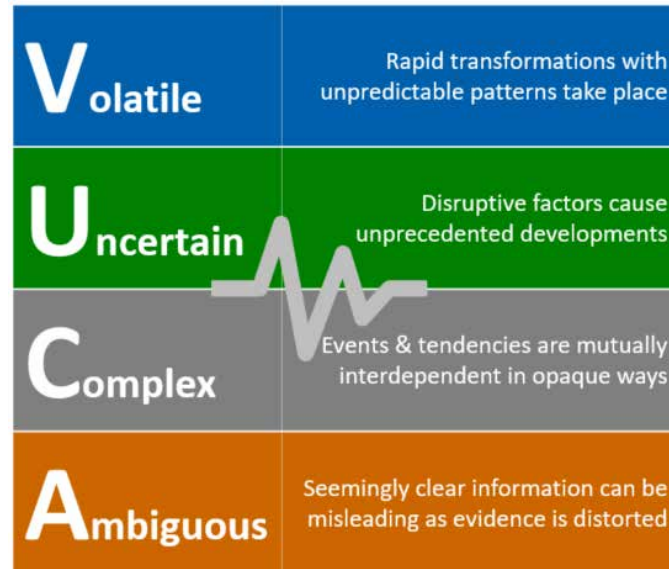 Volatile
Rapid transformations with
unpredictable patterns take place
Uncertain
Disruptive factors cause
unprecedented developments
Complex
Events & tendencies are mutually
interdependent in opaque ways
Ambiguous
Seemingly clear information can be
misleading as evidence is distorted